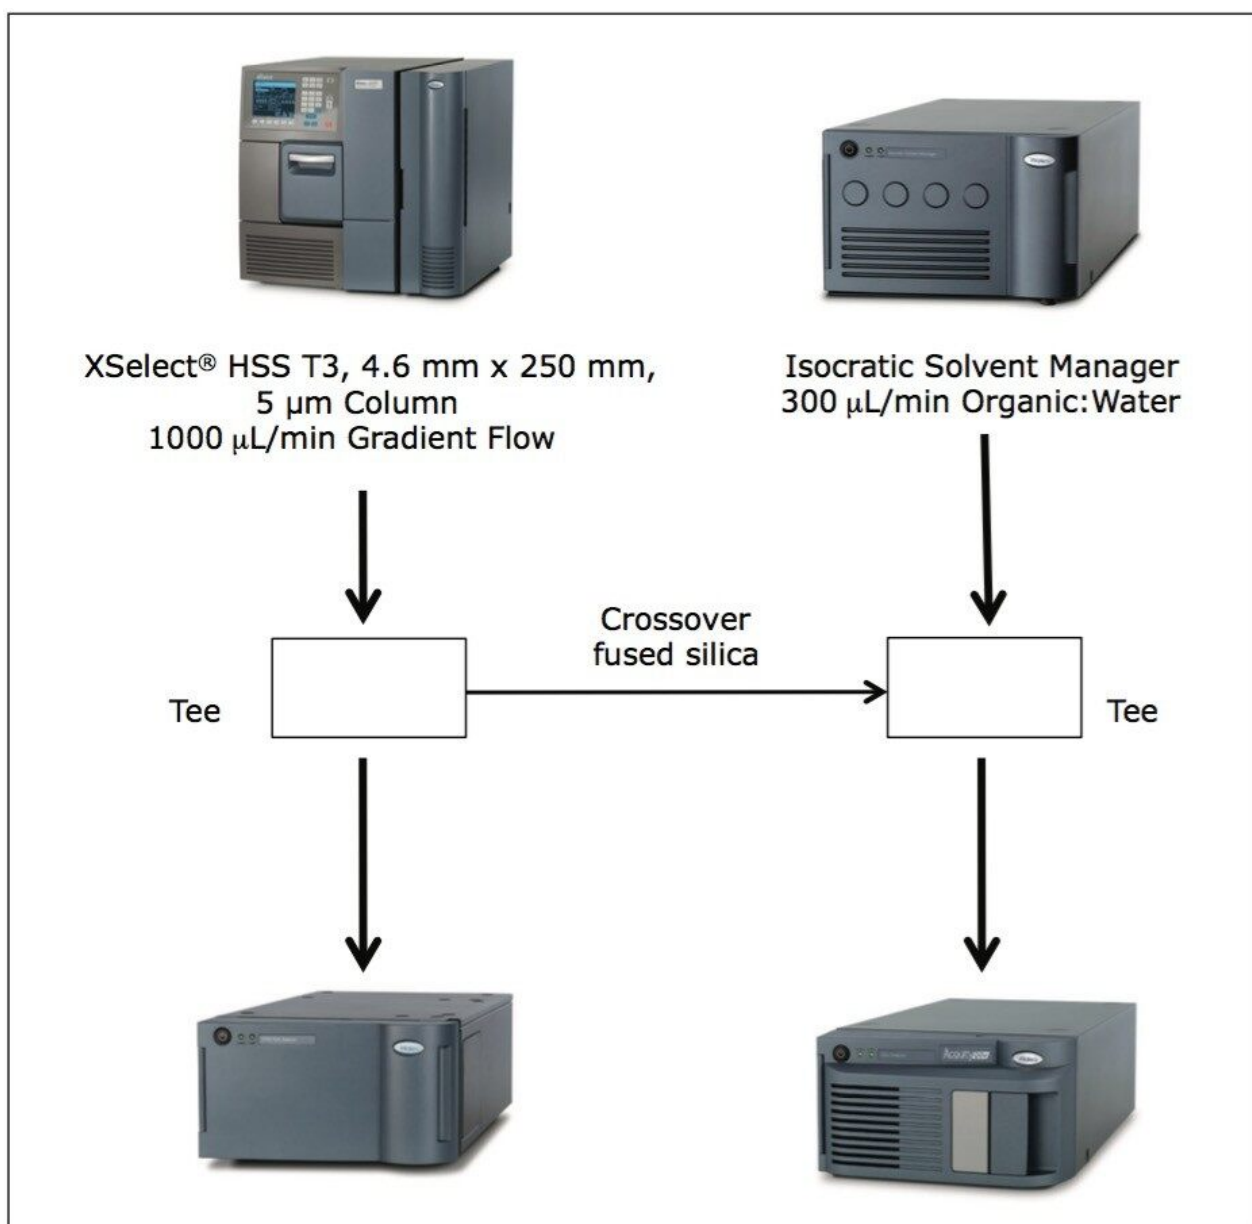 XSelect® HSS T3, 4.6 mm x 250 mm,
5 µm Column
1000 µL/min Gradient Flow
Isocratic Solvent Manager
300 µL/min Organic:Water
Crossover
fused silica
Tee
Tee